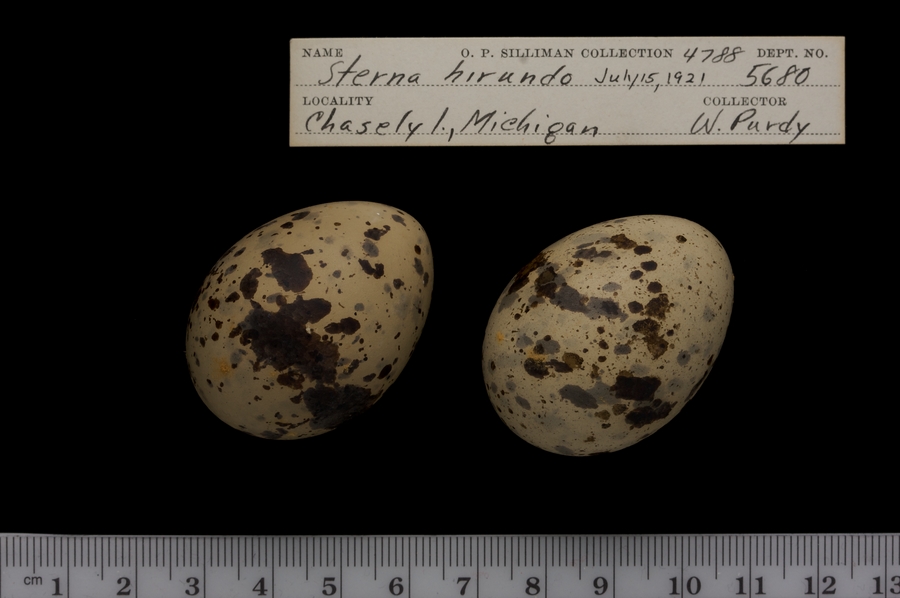 NAME O. P. SILLIMAN COLLECTION 4788 DEPT. NO.
Sterna hirundo July 15, 1921 5680
LOCALITY COLLECTOR
Chasely I., Michigan W. Purdy
cm 1 2 3 4 5 6 7 8 9 10 11 12 13